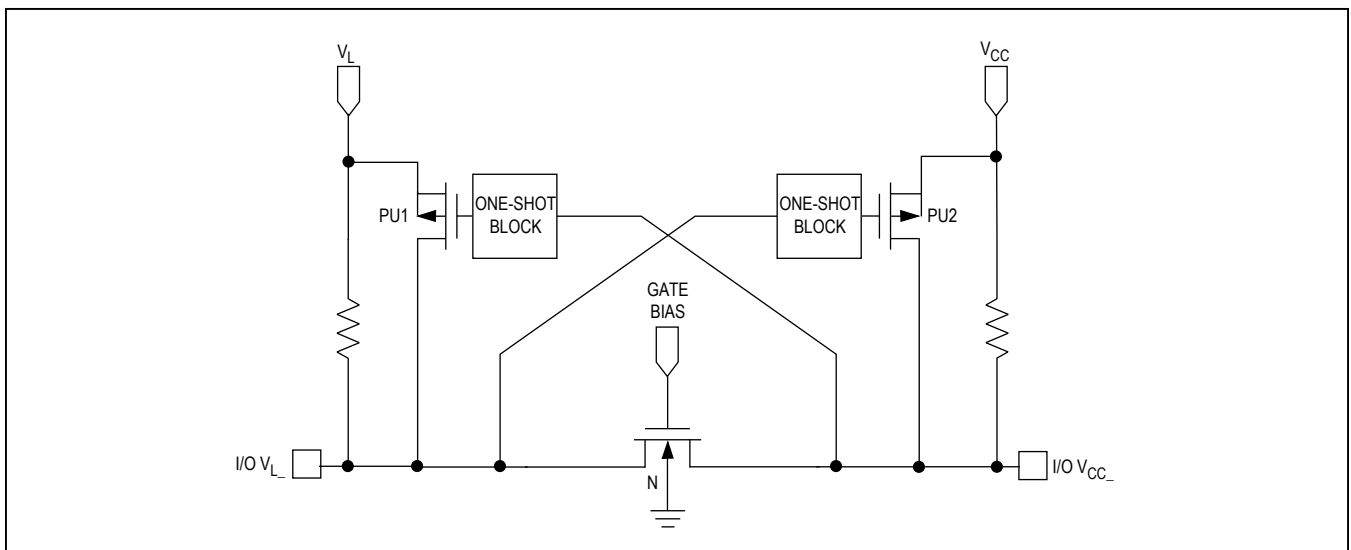 V_L
V_CC
PU1
ONE-SHOT
BLOCK
ONE-SHOT
BLOCK
PU2
GATE
BIAS
I/O V_L_
N
I/O V_CC_